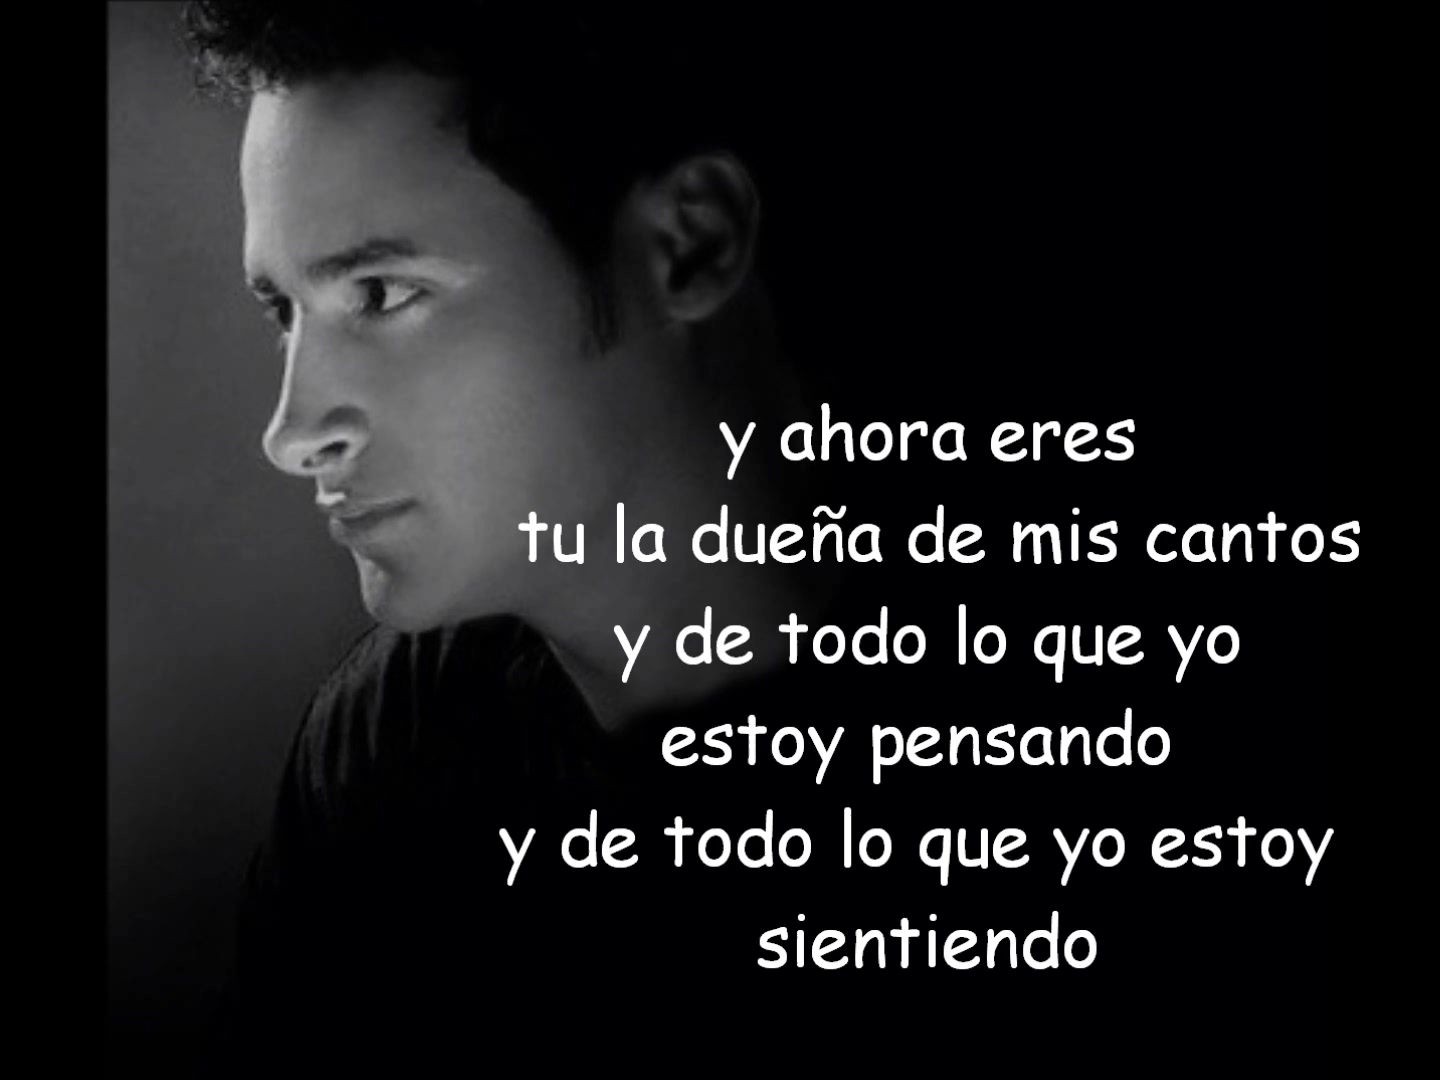 y ahora eres
tu la dueña de mis cantos
y de todo lo que yo
estoy pensando
y de todo lo que yo estoy
sientiendo